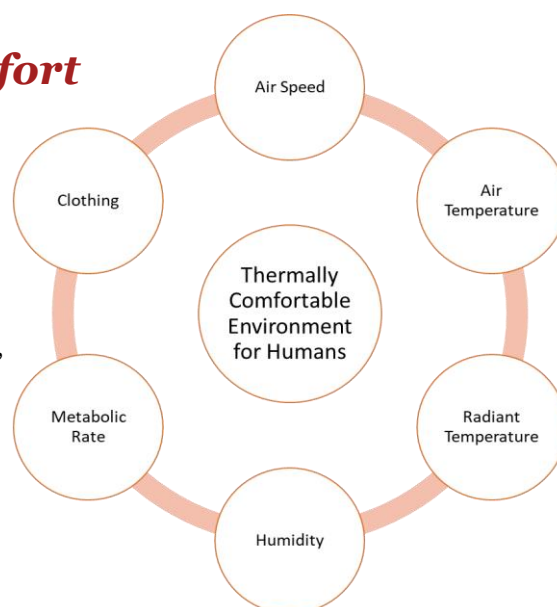 fort
Air Speed
Clothing
Air
Temperature
Thermally
Comfortable
Environment
for Humans
,
Metabolic
Rate
Radiant
Temperature
Humidity